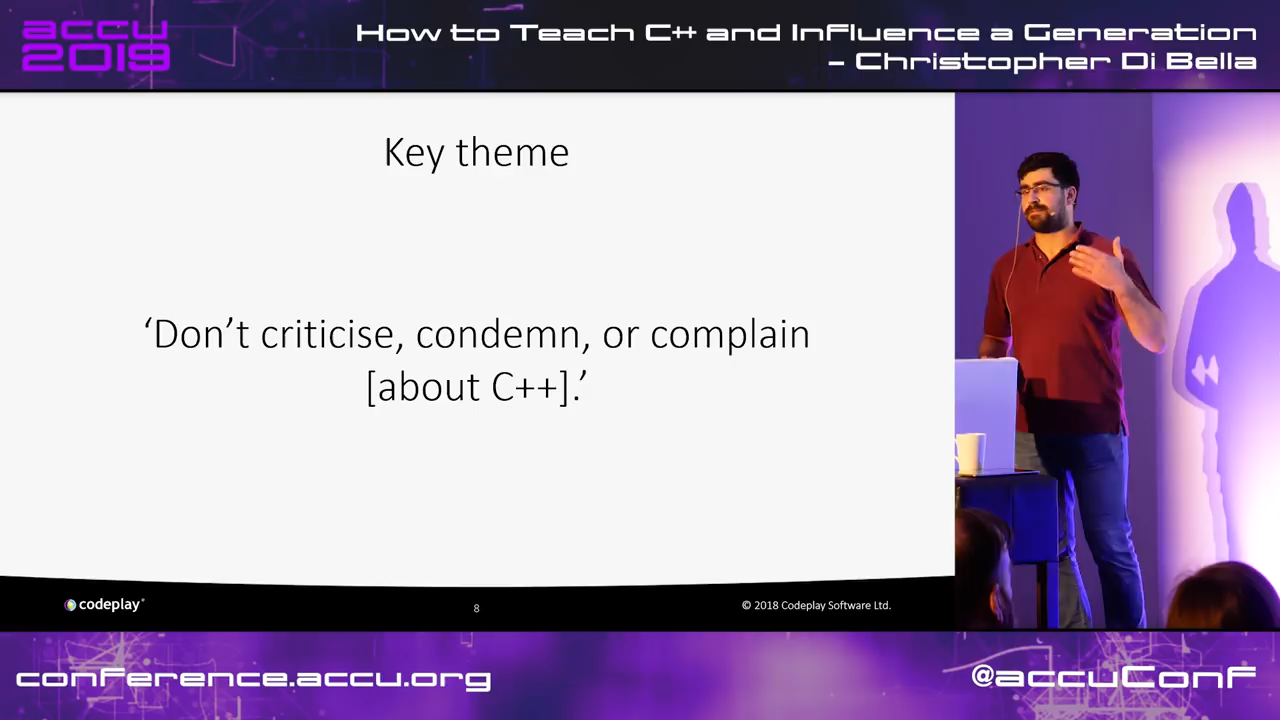 accu
2019
How to Teach C++ and Influence a Generation
– Christopher Di Bella
Key theme
‘Don’t criticise, condemn, or complain
[about C++].’
codeplay®
8
© 2018 Codeplay Software Ltd.
conference.accu.org
@accuConf